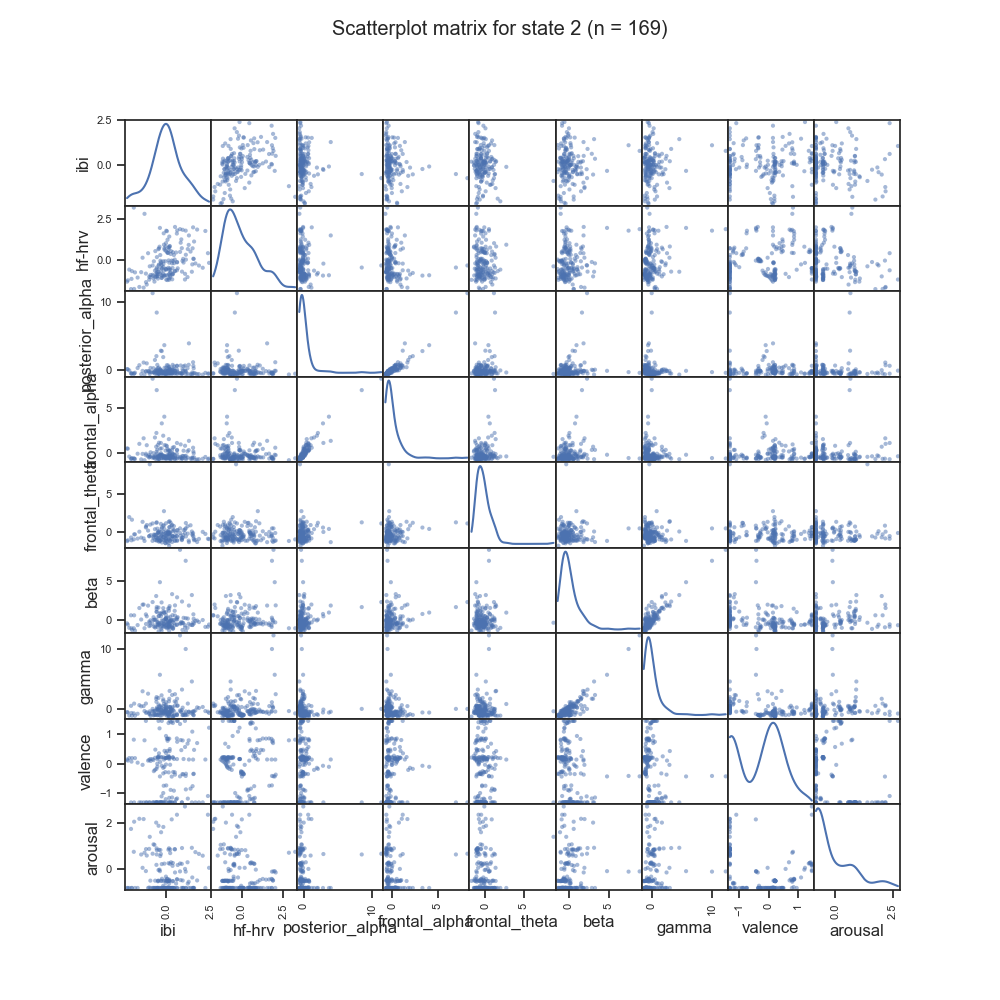 Scatterplot matrix for state 2 (n = 169)
2.5
0.0
ibi
2.5
0.0
hf-hrv
10
0
posterior_alpha
5
0
frontal_alpha
5
0
frontal_theta
5
0
beta
10
0
gamma
1
0
−1
valence
2
0
arousal
0.0 2.5 0.0 2.5 0 10 0 5 0 5 0 5 0 10 −1 0 1 0.0 2.5
ibi hf-hrv posterior_alpha frontal_alpha frontal_theta beta gamma valence arousal